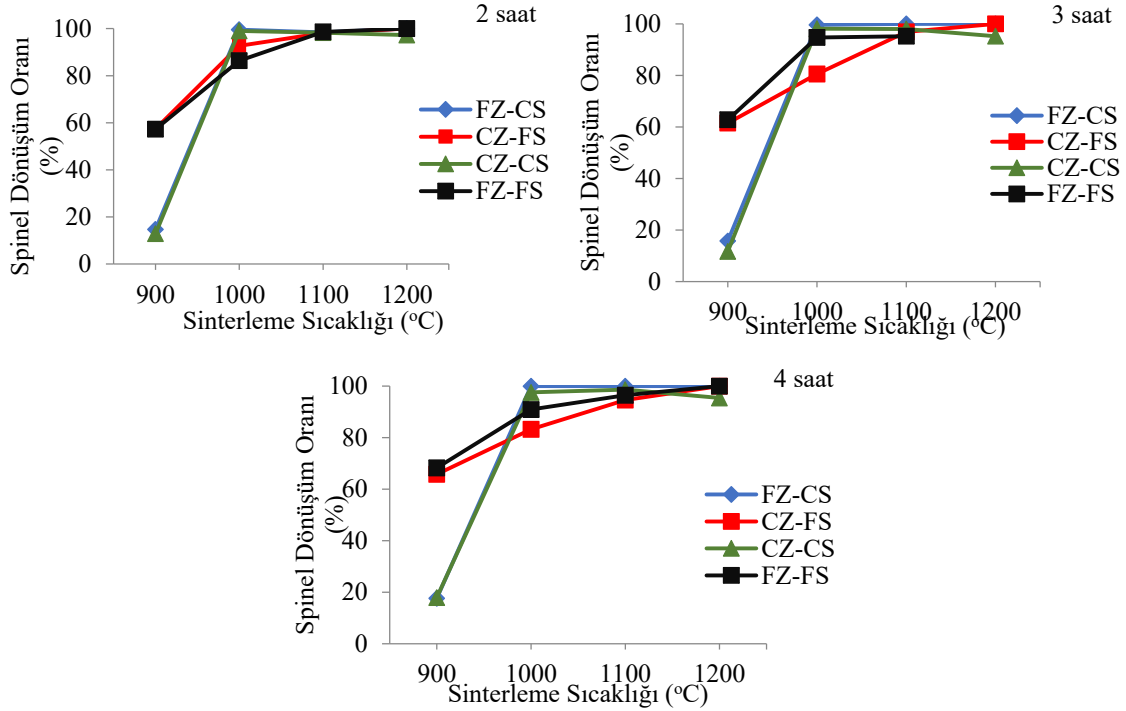 2 saat
Spinel Dönüşüm Oranı
(%)
100
80
60
40
20
0
900 1000 1100 1200
Sinterleme Sıcaklığı (ºC)
FZ-CS
CZ-FS
CZ-CS
FZ-FS
3 saat
Spinel Dönüşüm Oranı
(%)
100
80
60
40
20
0
900 1000 1100 1200
Sinterleme Sıcaklığı (ºC)
FZ-CS
CZ-FS
CZ-CS
FZ-FS
4 saat
Spinel Dönüşüm Oranı
(%)
100
80
60
40
20
0
900 1000 1100 1200
Sinterleme Sıcaklığı (ºC)
FZ-CS
CZ-FS
CZ-CS
FZ-FS